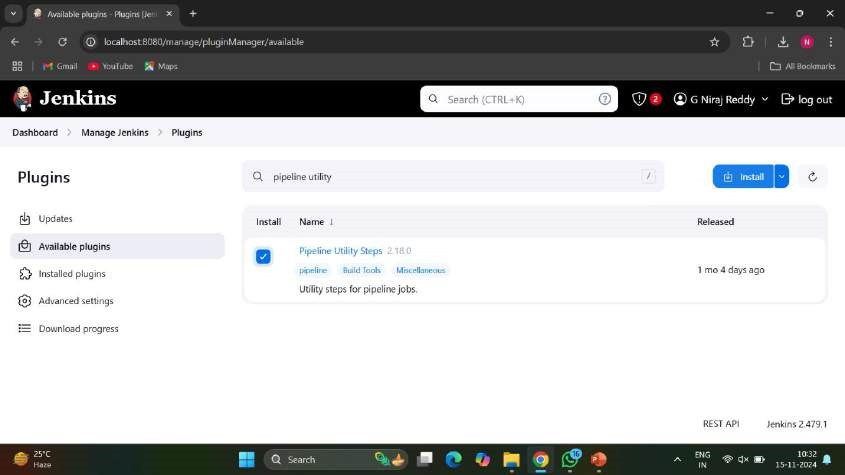 Available plugins - Plugins [Jen
localhost:8080/manage/pluginManager/available
Gmail
YouTube
Maps
All Bookmarks
N
Jenkins
Search (CTRL+K)
?
2
G Niraj Reddy
log out
Dashboard
Manage Jenkins
Plugins
Plugins
pipeline utility
/
Install
Updates
Available plugins
Installed plugins
Advanced settings
Download progress
Install
Name ↓
Released
Pipeline Utility Steps 2.18.0
pipeline
Build Tools
Miscellaneous
1 mo 4 days ago
Utility steps for pipeline jobs.
REST API
Jenkins 2.479.1
25°C
Haze
Search
16
ENG
IN
10:32
15-11-2024